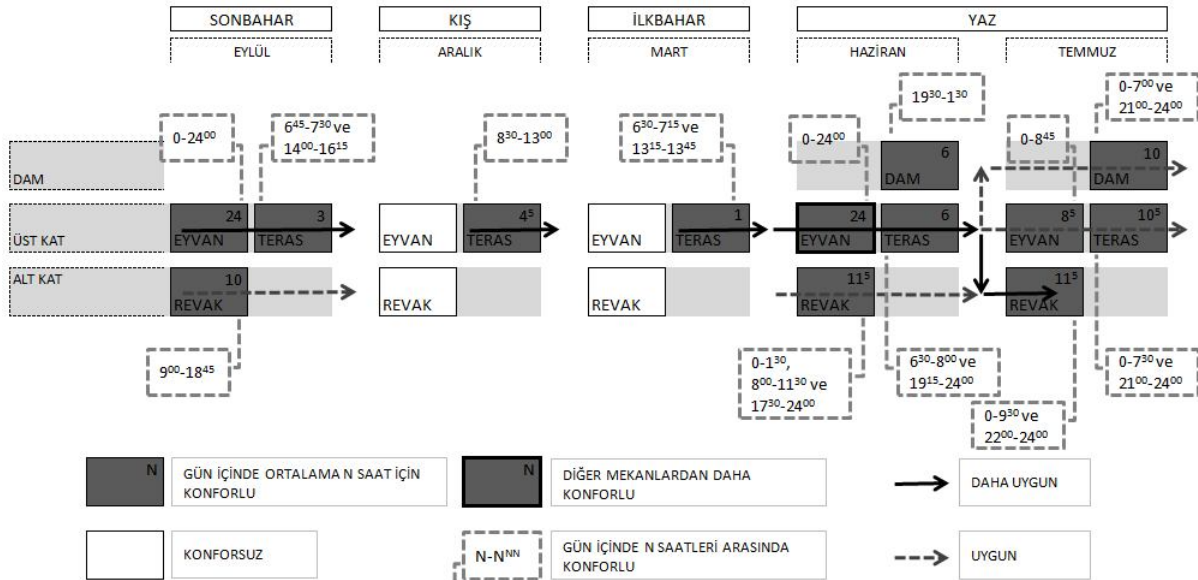 SONBAHAR
KIŞ
İLKBAHAR
YAZ
EYLÜL
ARALIK
MART
HAZİRAN
TEMMUZ
0-24⁰⁰
6⁴⁵-7³⁰ ve
14⁰⁰-16¹⁵
8³⁰-13⁰⁰
6³⁰-7¹⁵ ve
13¹⁵-13⁴⁵
0-24⁰⁰
19³⁰-1³⁰
0-8⁴⁵
0-7⁰⁰ ve
21⁰⁰-24⁰⁰
DAM
6
DAM
10
DAM
ÜST KAT
24
EYVAN
3
TERAS
EYVAN
4⁵
TERAS
EYVAN
1
TERAS
24
EYVAN
6
TERAS
8⁵
EYVAN
10⁵
TERAS
ALT KAT
10
REVAK
REVAK
REVAK
11⁵
REVAK
11⁵
REVAK
9⁰⁰-18⁴⁵
0-1³⁰,
8⁰⁰-11³⁰ ve
17³⁰-24⁰⁰
6³⁰-8⁰⁰ ve
19¹⁵-24⁰⁰
0-9³⁰ ve
22⁰⁰-24⁰⁰
0-7³⁰ ve
21⁰⁰-24⁰⁰
N
GÜN İÇİNDE ORTALAMA N SAAT İÇİN
KONFORLU
N
DİĞER MEKANLARDAN DAHA
KONFORLU
DAHA UYGUN
KONFORSUZ
N-Nᴺᴺ
GÜN İÇİNDE N SAATLERİ ARASINDA
KONFORLU
UYGUN